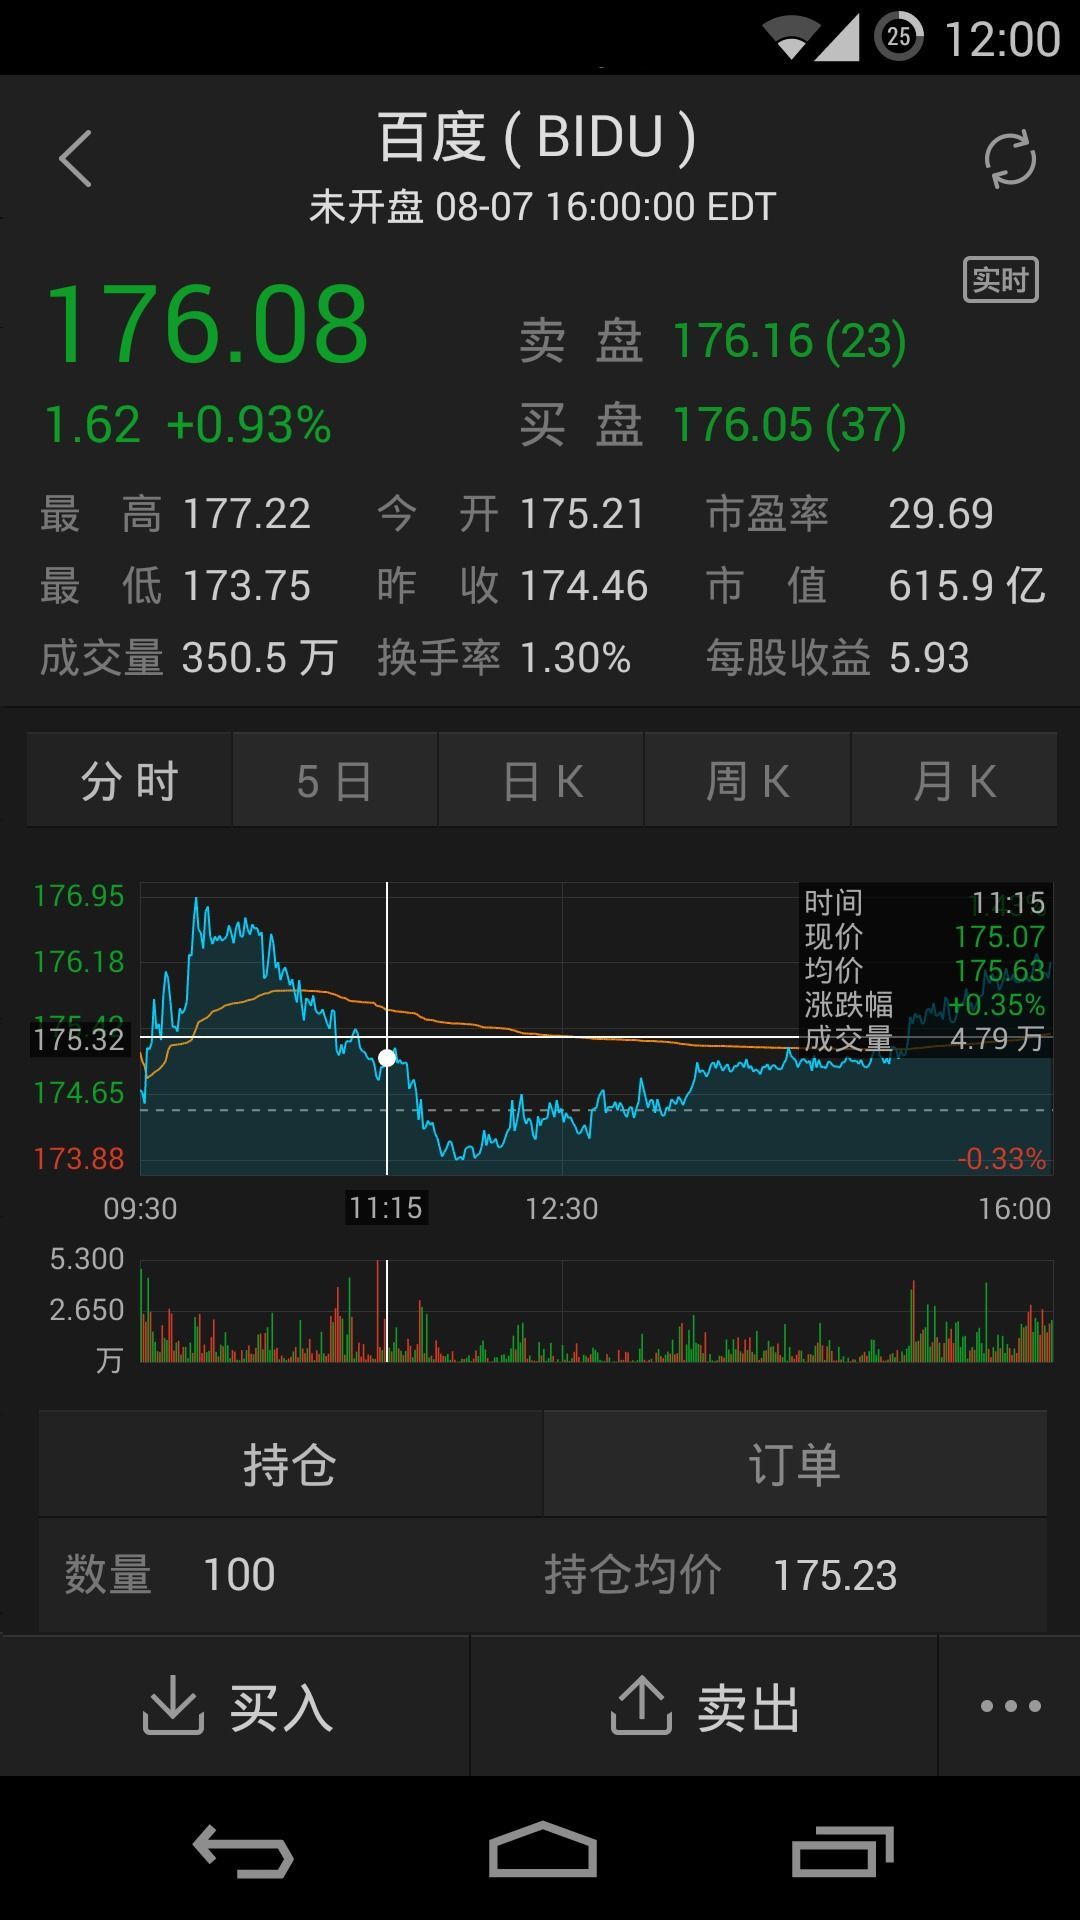 25 12:00
百度 ( BIDU )
未开盘 08-07 16:00:00 EDT
实时
176.08
卖 盘 176.16 (23)
1.62 +0.93%
买 盘 176.05 (37)
最 高 177.22 今 开 175.21 市盈率 29.69
最 低 173.75 昨 收 174.46 市 值 615.9 亿
成交量 350.5 万 换手率 1.30% 每股收益 5.93
分时 5日 日K 周K 月K
176.95
176.18
175.32
174.65
173.88
时间 11:15
现价 175.07
均价 175.63
涨跌幅 +0.35%
成交量 4.79 万
-0.33%
09:30 11:15 12:30 16:00
5.300
2.650
万
持仓 订单
数量 100 持仓均价 175.23
买入 卖出